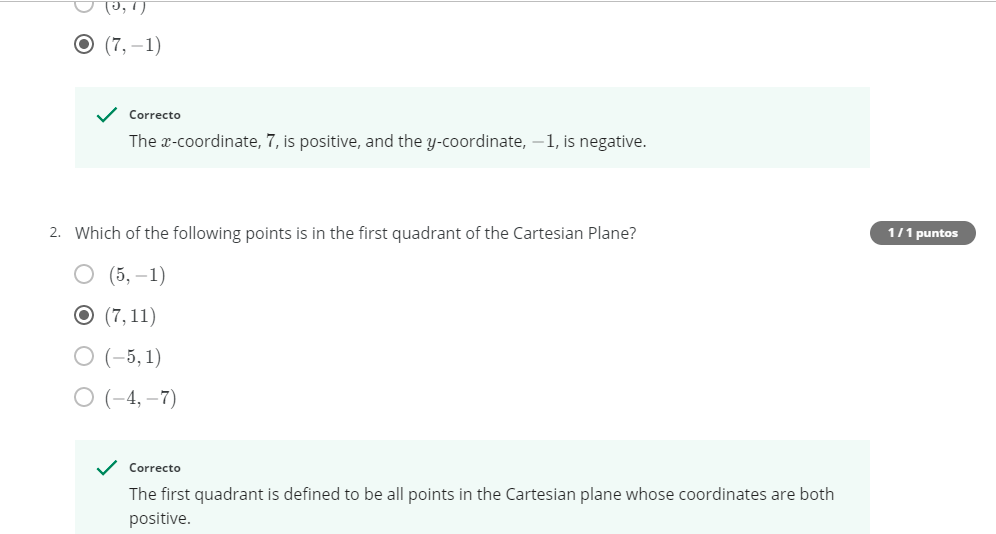 (7, −1)
Correcto
The x-coordinate, 7, is positive, and the y-coordinate, −1, is negative.
2. Which of the following points is in the first quadrant of the Cartesian Plane?
1 / 1 puntos
(5, −1)
(7, 11)
(−5, 1)
(−4, −7)
Correcto
The first quadrant is defined to be all points in the Cartesian plane whose coordinates are both
positive.